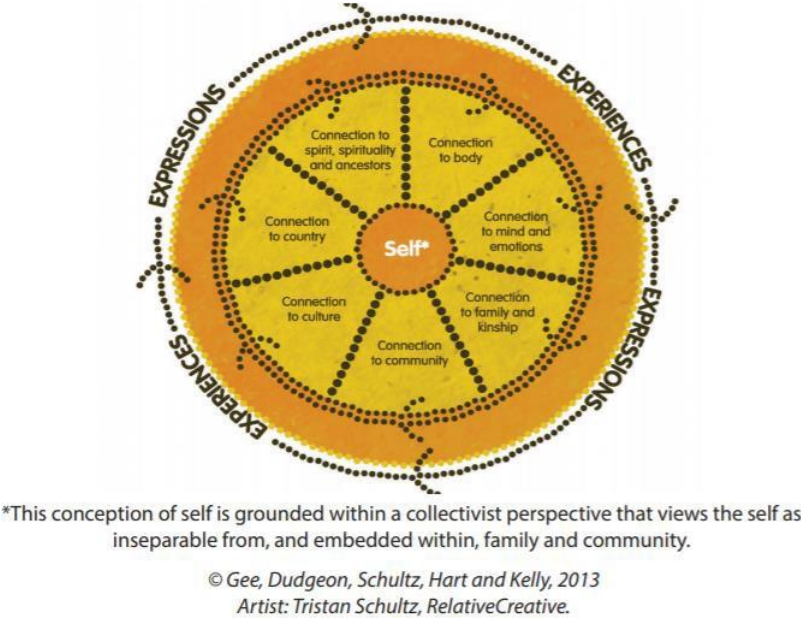 EXPRESSIONS
EXPERIENCES
Connection to
spirit, spirituality
and ancestors
Connection
to body
Connection
to country
Self*
Connection
to mind and
emotions
Connection
to culture
Connection
to family and
kinship
Connection
to community
EXPERIENCES
EXPRESSIONS
*This conception of self is grounded within a collectivist perspective that views the self as
inseparable from, and embedded within, family and community.
© Gee, Dudgeon, Schultz, Hart and Kelly, 2013
Artist: Tristan Schultz, RelativeCreative.